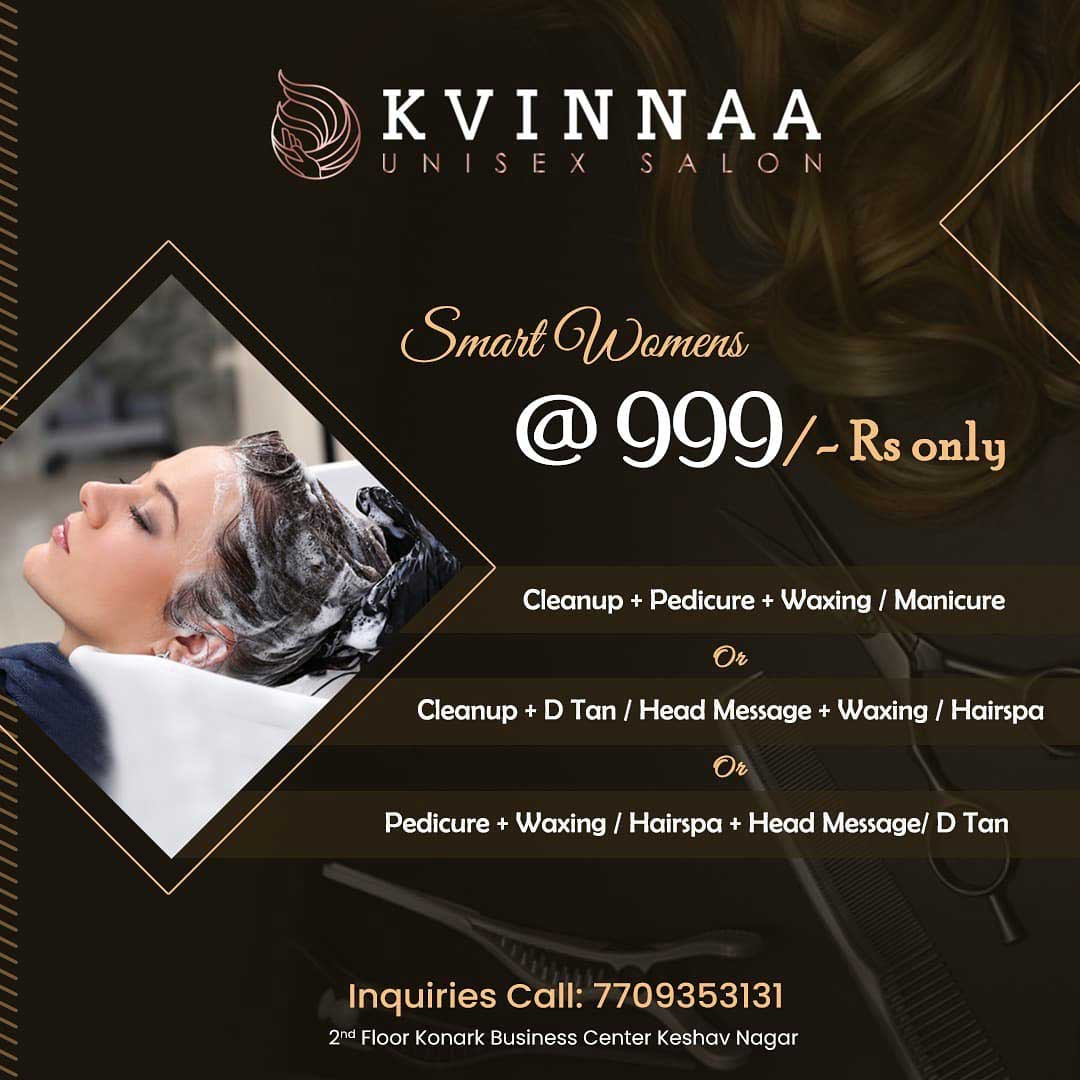 KVINNAA
UNISEX SALON
Smart Womens
@ 999/- Rs only
Cleanup + Pedicure + Waxing / Manicure
Or
Cleanup + D Tan / Head Message + Waxing / Hairspa
Or
Pedicure + Waxing / Hairspa + Head Message/ D Tan
Inquiries Call: 7709353131
2nd Floor Konark Business Center Keshav Nagar